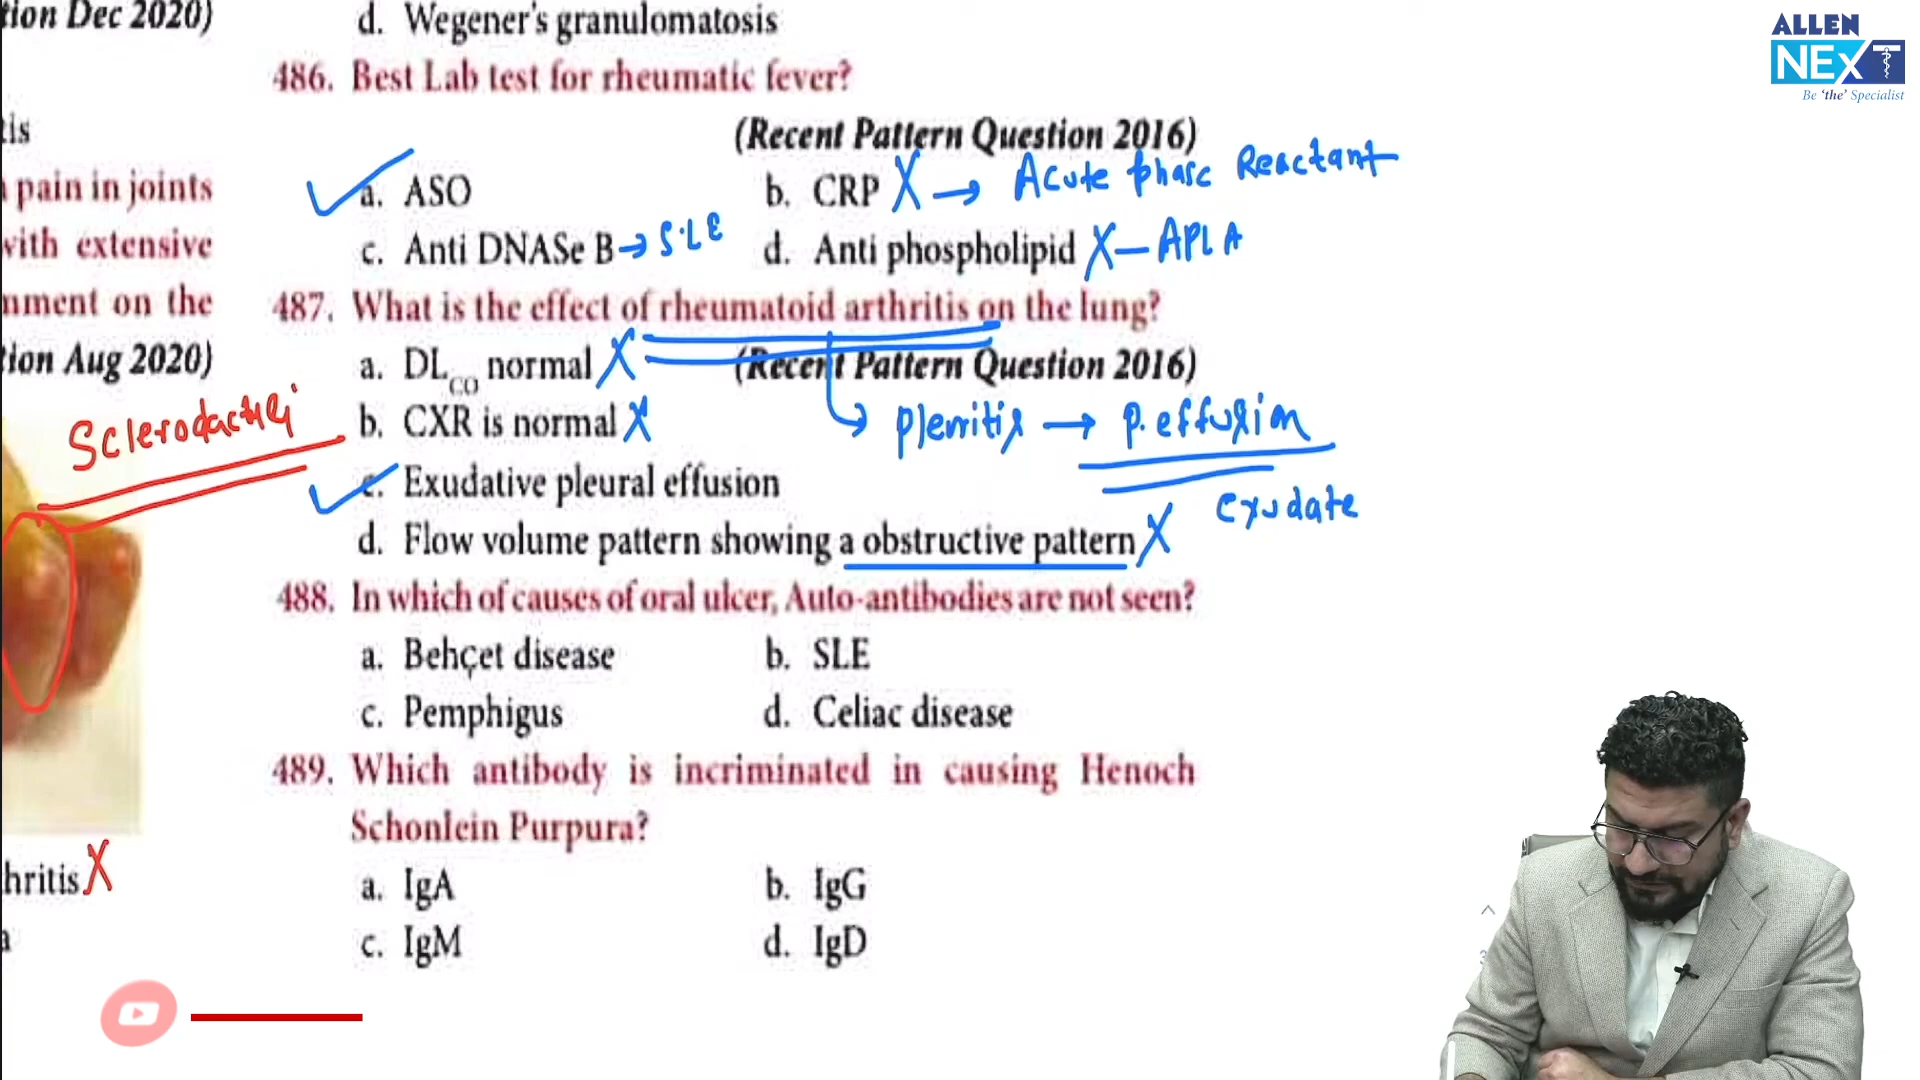 tion Dec 2020)
tis
pain in joints
with extensive
mment on the
tion Aug 2020)
Sclerodactyli
hritis X
a
d. Wegener's granulomatosis
486. Best Lab test for rheumatic fever?
(Recent Pattern Question 2016)
a. ASO
b. CRP X → Acute phase Reactant
c. Anti DNASe B → S.L.E
d. Anti phospholipid X – APLA
487. What is the effect of rheumatoid arthritis on the lung?
a. DLCO normal X (Recent Pattern Question 2016)
b. CXR is normal X
pleuritis → p. effusion
c. Exudative pleural effusion
exudate
d. Flow volume pattern showing a obstructive pattern X
488. In which of causes of oral ulcer, Auto-antibodies are not seen?
a. Behçet disease
b. SLE
c. Pemphigus
d. Celiac disease
489. Which antibody is incriminated in causing Henoch
Schonlein Purpura?
a. IgA
b. IgG
c. IgM
d. IgD
ALLEN
NExT
Be 'the' Specialist